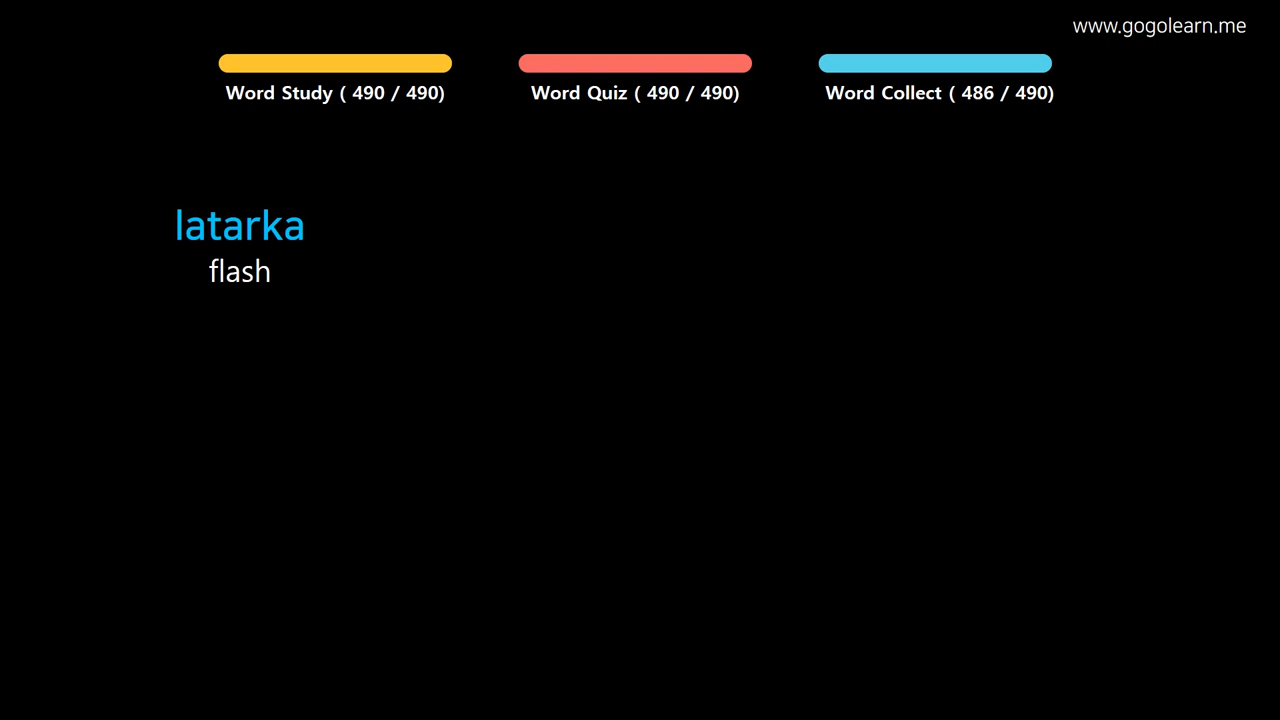 www.gogolearn.me
Word Study ( 490 / 490)
Word Quiz ( 490 / 490)
Word Collect ( 486 / 490)
latarka
flash